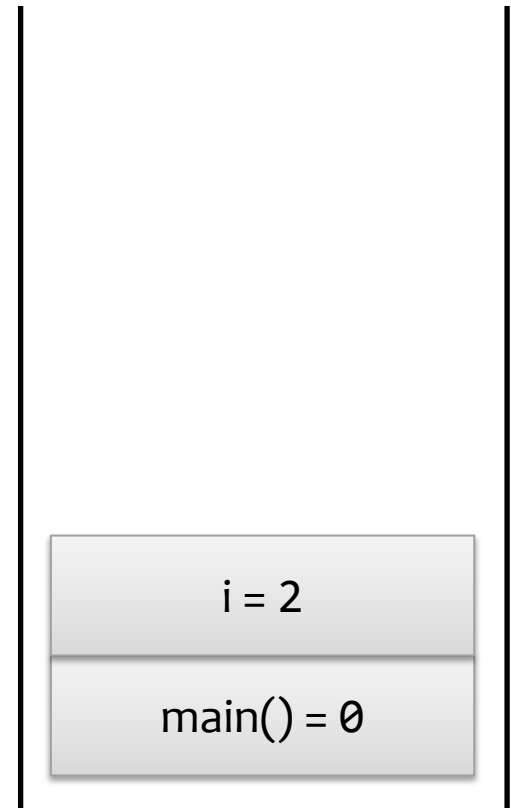 i = 2
main() = 0